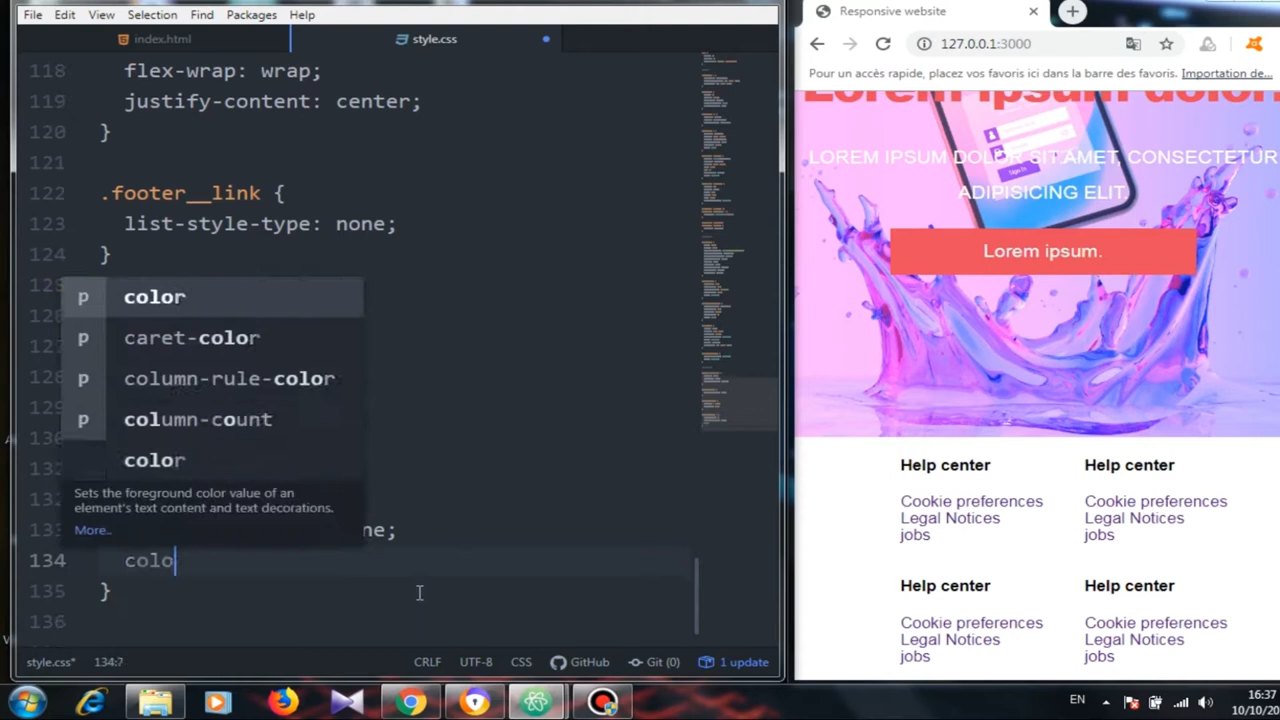 File Edit View Selection Find Packages Help
index.html
style.css
118 flex-wrap: wrap;
119 justify-content: center;
120 }
121
122 .footer__link {
123 list-style-type: none;
124 }
p color
p caret-color
p column-rule-color
p column-count
color
Sets the foreground color value of an
element's text content and text decorations.
More..
ne;
134 colo
135 }
136
style.css* 134:7 CRLF UTF-8 CSS GitHub Git (0) 1 update
Responsive website
127.0.0.1:3000
Pour un accès rapide, placez vos favoris ici dans la barre des favoris. Importation de...
Lorem ipsum dolor.
LOREM IPSUM DOLOR SIT AMET, CONSECTETUR
ADIPISICING ELIT.
Sign In
Lorem ipsum.
Help center Help center
Cookie preferences Cookie preferences
Legal Notices Legal Notices
jobs jobs
Help center Help center
Cookie preferences Cookie preferences
Legal Notices Legal Notices
jobs jobs
EN
16:37
10/10/20